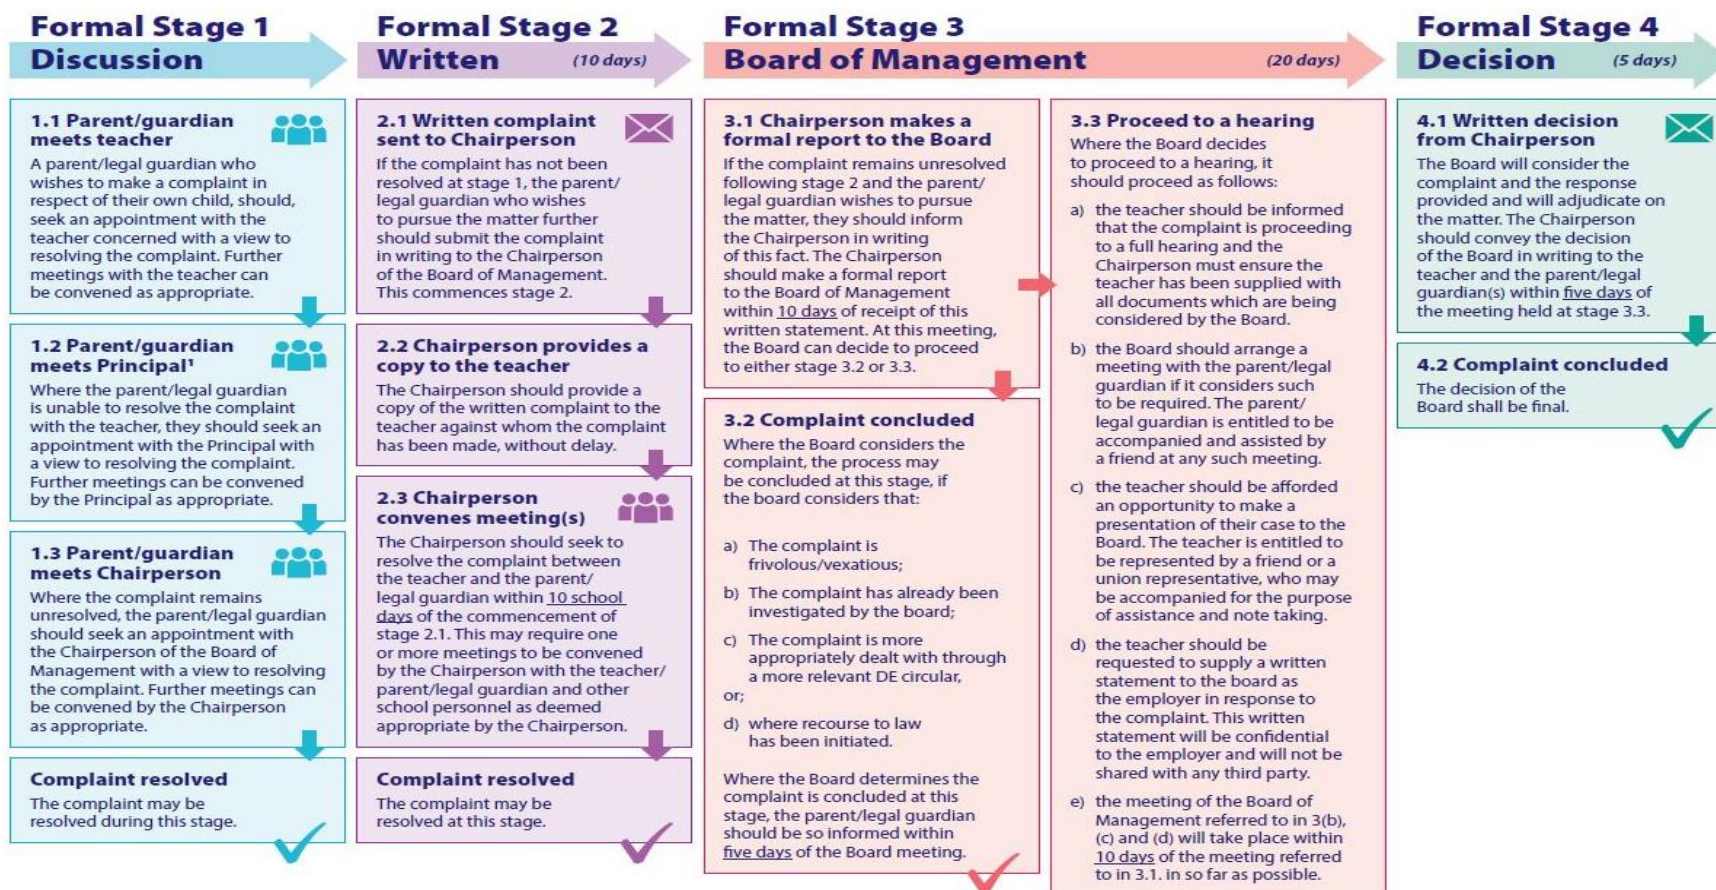 Formal Stage 1
Discussion
1.1 Parent/guardian
meets teacher
A parent/legal guardian who
wishes to make a complaint in
respect of their own child, should,
seek an appointment with the
teacher concerned with a view to
resolving the complaint. Further
meetings with the teacher can
be convened as appropriate.
1.2 Parent/guardian
meets Principal¹
Where the parent/legal guardian
is unable to resolve the complaint
with the teacher, they should seek an
appointment with the Principal with
a view to resolving the complaint.
Further meetings can be convened
by the Principal as appropriate.
1.3 Parent/guardian
meets Chairperson
Where the complaint remains
unresolved, the parent/legal guardian
should seek an appointment with
the Chairperson of the Board of
Management with a view to resolving
the complaint. Further meetings can
be convened by the Chairperson
as appropriate.
Complaint resolved
The complaint may be
resolved during this stage.
Formal Stage 2
Written (10 days)
2.1 Written complaint
sent to Chairperson
If the complaint has not been
resolved at stage 1, the parent/
legal guardian who wishes
to pursue the matter further
should submit the complaint
in writing to the Chairperson
of the Board of Management.
This commences stage 2.
2.2 Chairperson provides a
copy to the teacher
The Chairperson should provide a
copy of the written complaint to the
teacher against whom the complaint
has been made, without delay.
2.3 Chairperson
convenes meeting(s)
The Chairperson should seek to
resolve the complaint between
the teacher and the parent/
legal guardian within 10 school
days of the commencement of
stage 2.1. This may require one
or more meetings to be convened
by the Chairperson with the teacher/
parent/legal guardian and other
school personnel as deemed
appropriate by the Chairperson.
Complaint resolved
The complaint may be
resolved at this stage.
Formal Stage 3
Board of Management (20 days)
3.1 Chairperson makes a
formal report to the Board
If the complaint remains unresolved
following stage 2 and the parent/
legal guardian wishes to pursue
the matter, they should inform
the Chairperson in writing
of this fact. The Chairperson
should make a formal report
to the Board of Management
within 10 days of receipt of this
written statement. At this meeting,
the Board can decide to proceed
to either stage 3.2 or 3.3.
3.2 Complaint concluded
Where the Board considers the
complaint, the process may
be concluded at this stage, if
the board considers that:
a) The complaint is
frivolous/vexatious;
b) The complaint has already been
investigated by the board;
c) The complaint is more
appropriately dealt with through
a more relevant DE circular,
or;
d) where recourse to law
has been initiated.
Where the Board determines the
complaint is concluded at this
stage, the parent/legal guardian
should be so informed within
five days of the Board meeting.
3.3 Proceed to a hearing
Where the Board decides
to proceed to a hearing, it
should proceed as follows:
a) the teacher should be informed
that the complaint is proceeding
to a full hearing and the
Chairperson must ensure the
teacher has been supplied with
all documents which are being
considered by the Board.
b) the Board should arrange a
meeting with the parent/legal
guardian if it considers such
to be required. The parent/
legal guardian is entitled to be
accompanied and assisted by
a friend at any such meeting.
c) the teacher should be afforded
an opportunity to make a
presentation of their case to the
Board. The teacher is entitled to
be represented by a friend or a
union representative, who may
be accompanied for the purpose
of assistance and note taking.
d) the teacher should be
requested to supply a written
statement to the board as
the employer in response to
the complaint. This written
statement will be confidential
to the employer and will not be
shared with any third party.
e) the meeting of the Board of
Management referred to in 3(b),
(c) and (d) will take place within
10 days of the meeting referred
to in 3.1. in so far as possible.
Formal Stage 4
Decision (5 days)
4.1 Written decision
from Chairperson
The Board will consider the
complaint and the response
provided and will adjudicate on
the matter. The Chairperson
should convey the decision
of the Board in writing to the
teacher and the parent/legal
guardian(s) within five days of
the meeting held at stage 3.3.
4.2 Complaint concluded
The decision of the
Board shall be final.